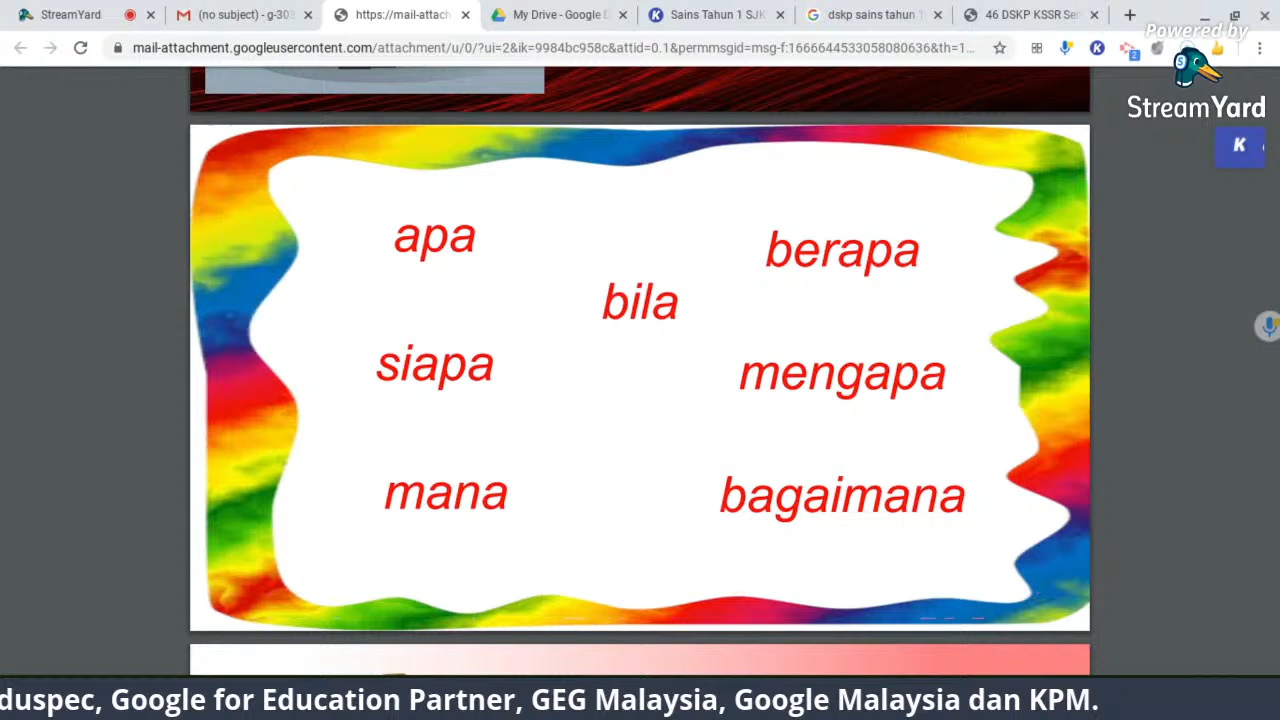 StreamYard
(no subject) - g-303
https://mail-attach
My Drive - Google D
Sains Tahun 1 SJK
dskp sains tahun
46 DSKP KSSR Se
mail-attachment.googleusercontent.com/attachment/u/0/?ui=2&ik=9984bc958c&attid=0.1&permmsgid=msg-f:1666644533058080636&th=1...
Powered by
StreamYard
K
apa
berapa
bila
siapa
mengapa
mana
bagaimana
duspec, Google for Education Partner, GEG Malaysia, Google Malaysia dan KPM.